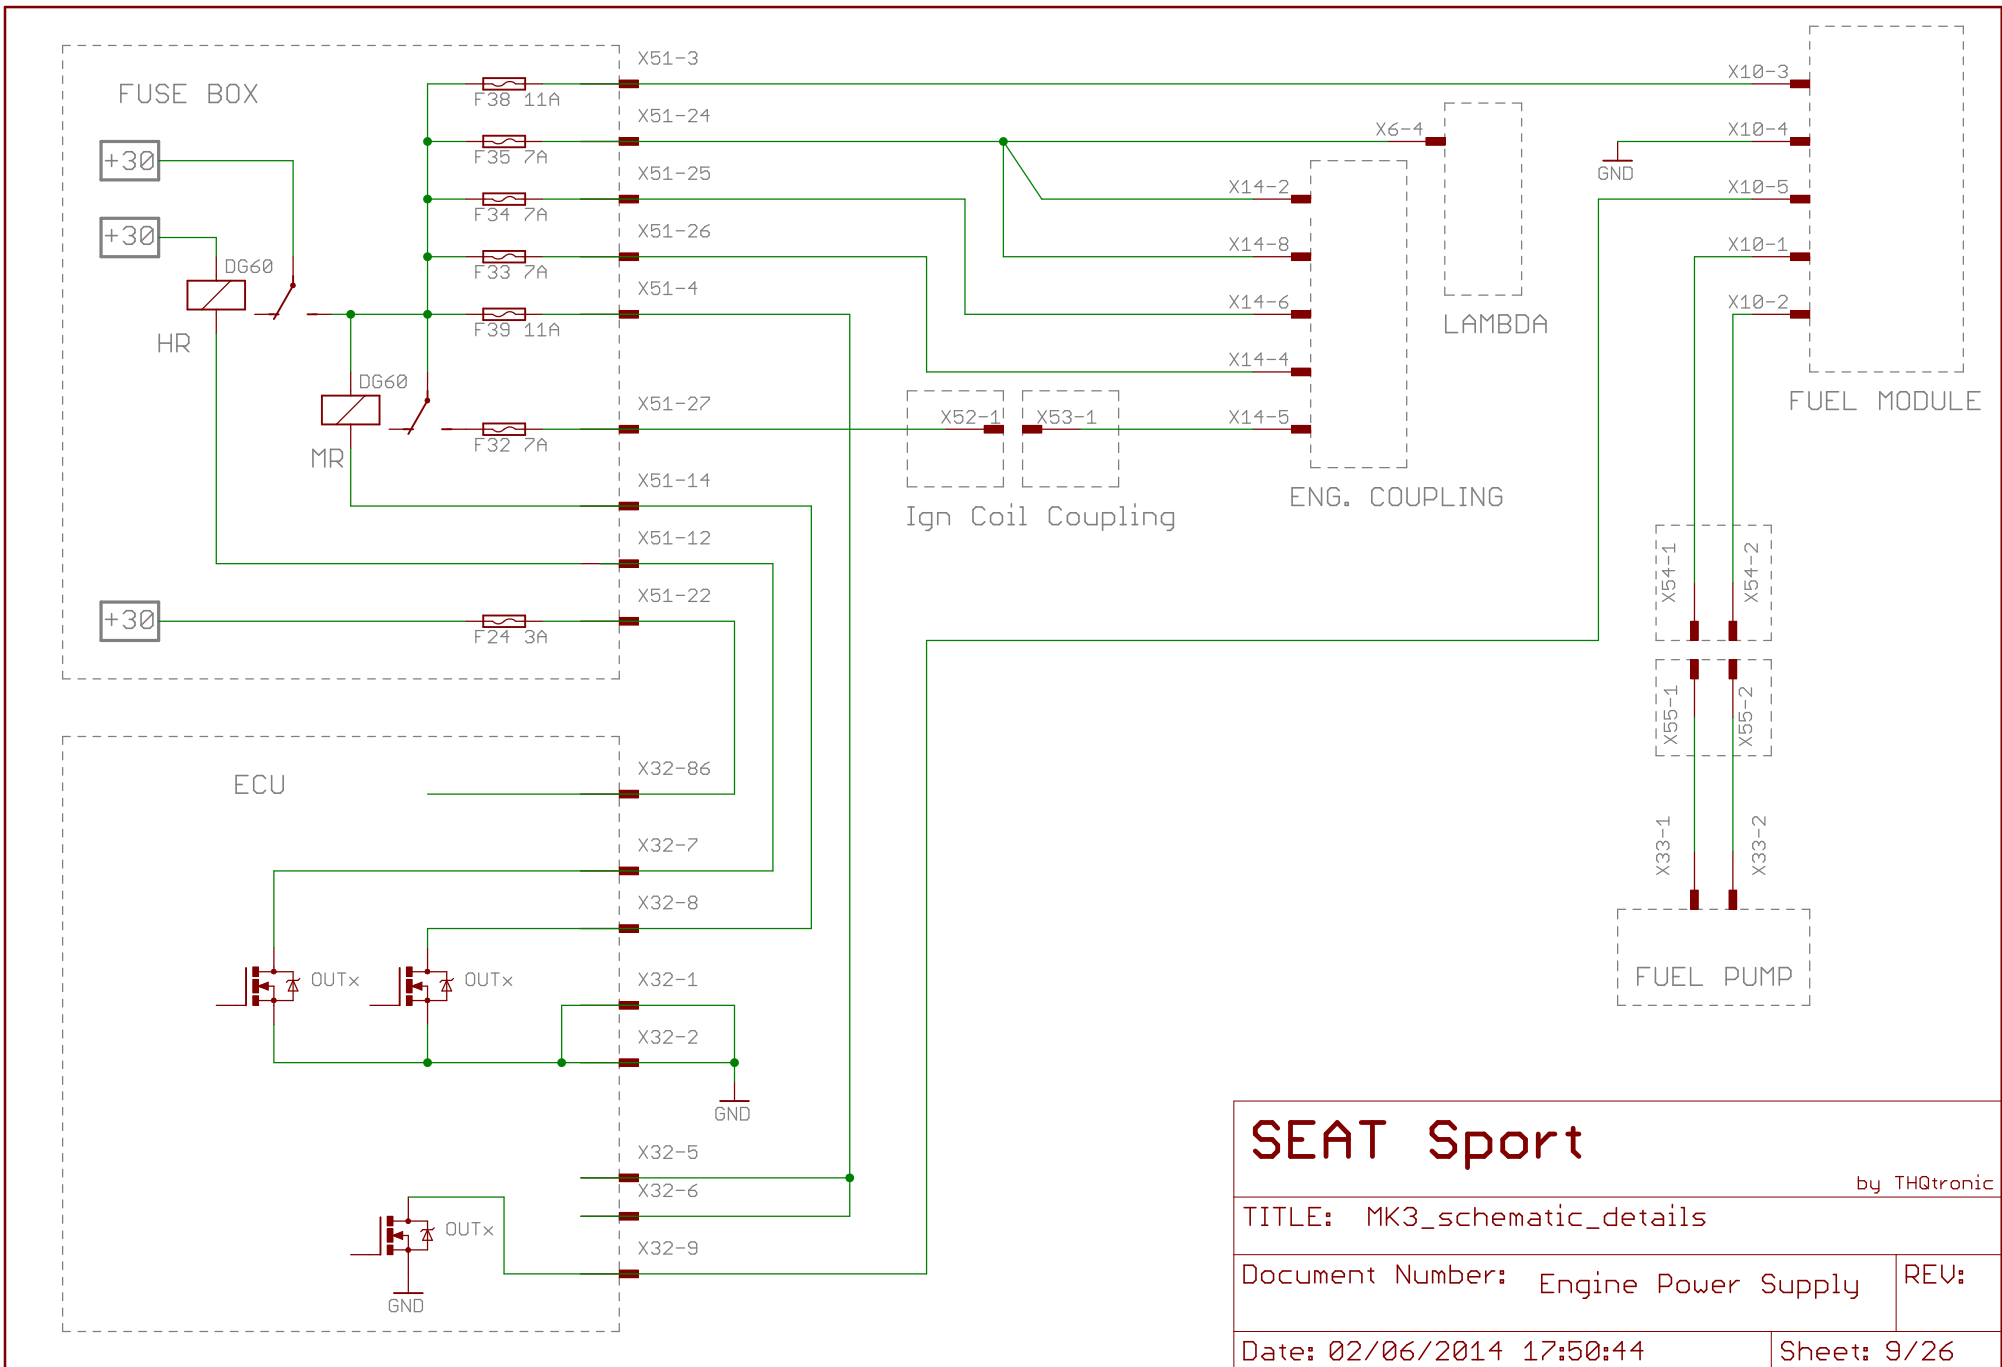 FUSE BOX
+30
+30
DG60
HR
DG60
MR
+30
F38 11A
F35 7A
F34 7A
F33 7A
F39 11A
F32 7A
F24 3A
X51-3
X51-24
X51-25
X51-26
X51-4
X51-27
X51-14
X51-12
X51-22
X52-1
X53-1
Ign Coil Coupling
X6-4
LAMBDA
X14-2
X14-8
X14-6
X14-4
X14-5
ENG. COUPLING
X10-3
X10-4
GND
X10-5
X10-1
X10-2
FUEL MODULE
X54-1
X54-2
X55-1
X55-2
X33-1
X33-2
FUEL PUMP
ECU
X32-86
X32-7
X32-8
X32-1
X32-2
GND
OUTx
OUTx
X32-5
X32-6
X32-9
OUTx
GND
SEAT Sport
by THQtronic
TITLE: MK3_schematic_details
Document Number: Engine Power Supply
REV:
Date: 02/06/2014 17:50:44
Sheet: 9/26